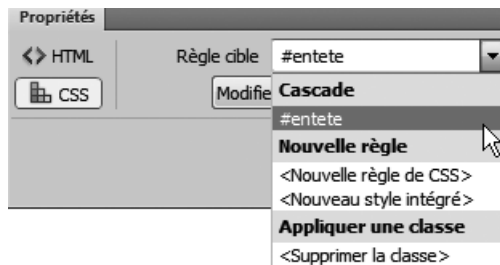 Propriétés
<> HTML
Règle cible
#entete
CSS
Modifie
Cascade
#entete
Nouvelle règle
<Nouvelle règle de CSS>
<Nouveau style intégré>
Appliquer une classe
<Supprimer la classe>